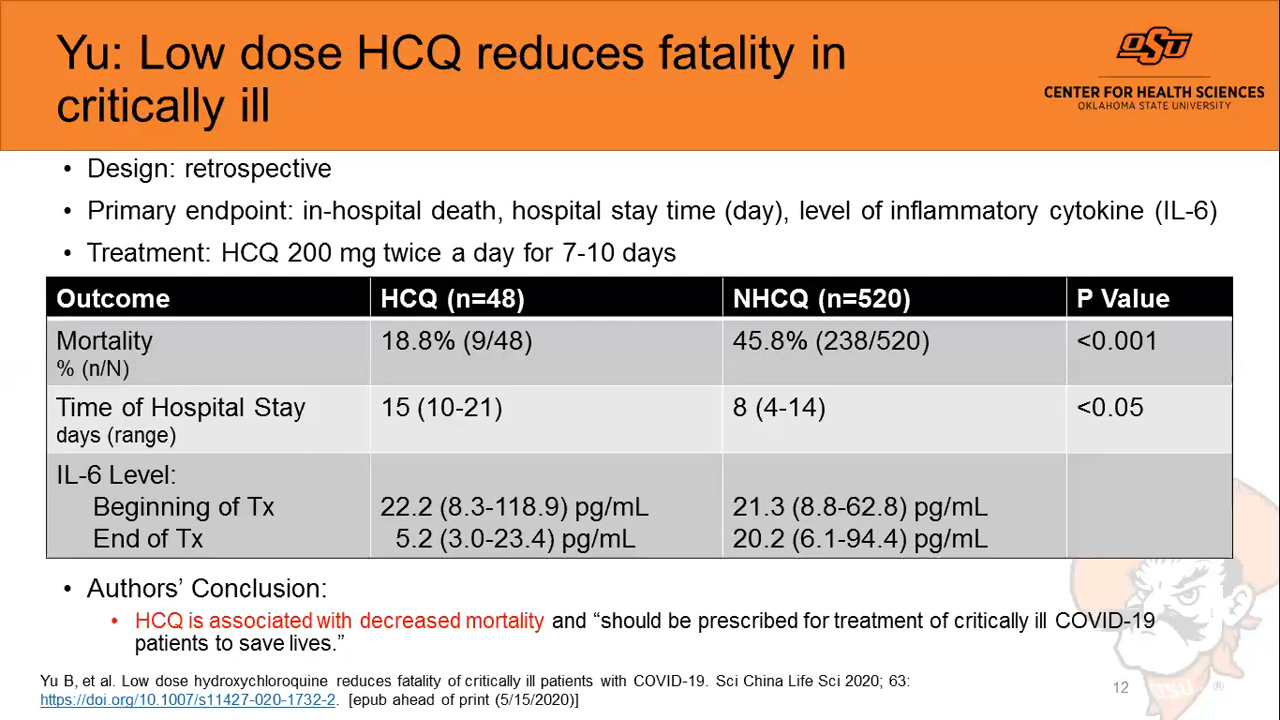 Yu: Low dose HCQ reduces fatality in
critically ill
OSU
CENTER FOR HEALTH SCIENCES
OKLAHOMA STATE UNIVERSITY
• Design: retrospective
• Primary endpoint: in-hospital death, hospital stay time (day), level of inflammatory cytokine (IL-6)
• Treatment: HCQ 200 mg twice a day for 7-10 days
Outcome HCQ (n=48) NHCQ (n=520) P Value
Mortality 18.8% (9/48) 45.8% (238/520) <0.001
% (n/N)
Time of Hospital Stay 15 (10-21) 8 (4-14) <0.05
days (range)
IL-6 Level:
Beginning of Tx 22.2 (8.3-118.9) pg/mL 21.3 (8.8-62.8) pg/mL
End of Tx 5.2 (3.0-23.4) pg/mL 20.2 (6.1-94.4) pg/mL
• Authors’ Conclusion:
• HCQ is associated with decreased mortality and “should be prescribed for treatment of critically ill COVID-19
patients to save lives.”
Yu B, et al. Low dose hydroxychloroquine reduces fatality of critically ill patients with COVID-19. Sci China Life Sci 2020; 63:
https://doi.org/10.1007/s11427-020-1732-2. [epub ahead of print (5/15/2020)]
12
OSU
®